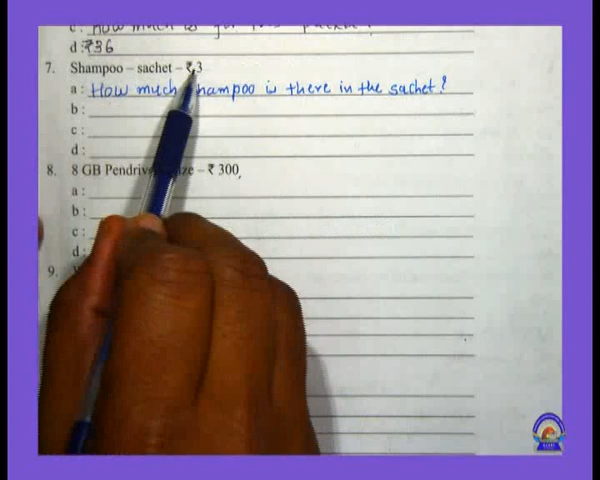 d: ₹36
7. Shampoo – sachet – ₹ 3
a: How much shampoo is there in the sachet?
b:
c:
d:
8. 8 GB Pendrive – ₹ 300
a:
b:
c:
d:
9.